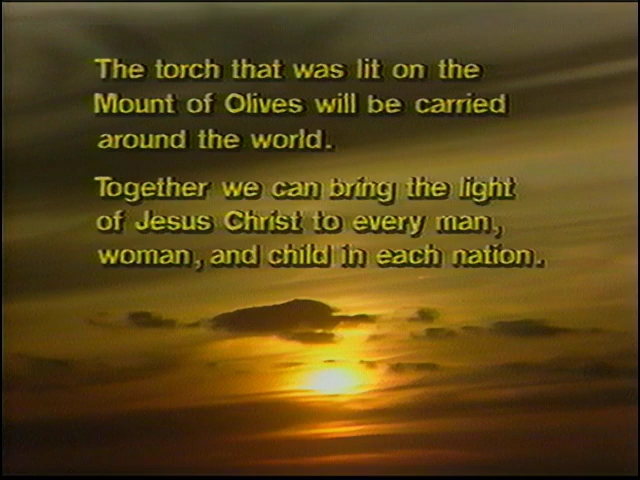 The torch that was lit on the
Mount of Olives will be carried
around the world.
Together we can bring the light
of Jesus Christ to every man,
woman, and child in each nation.